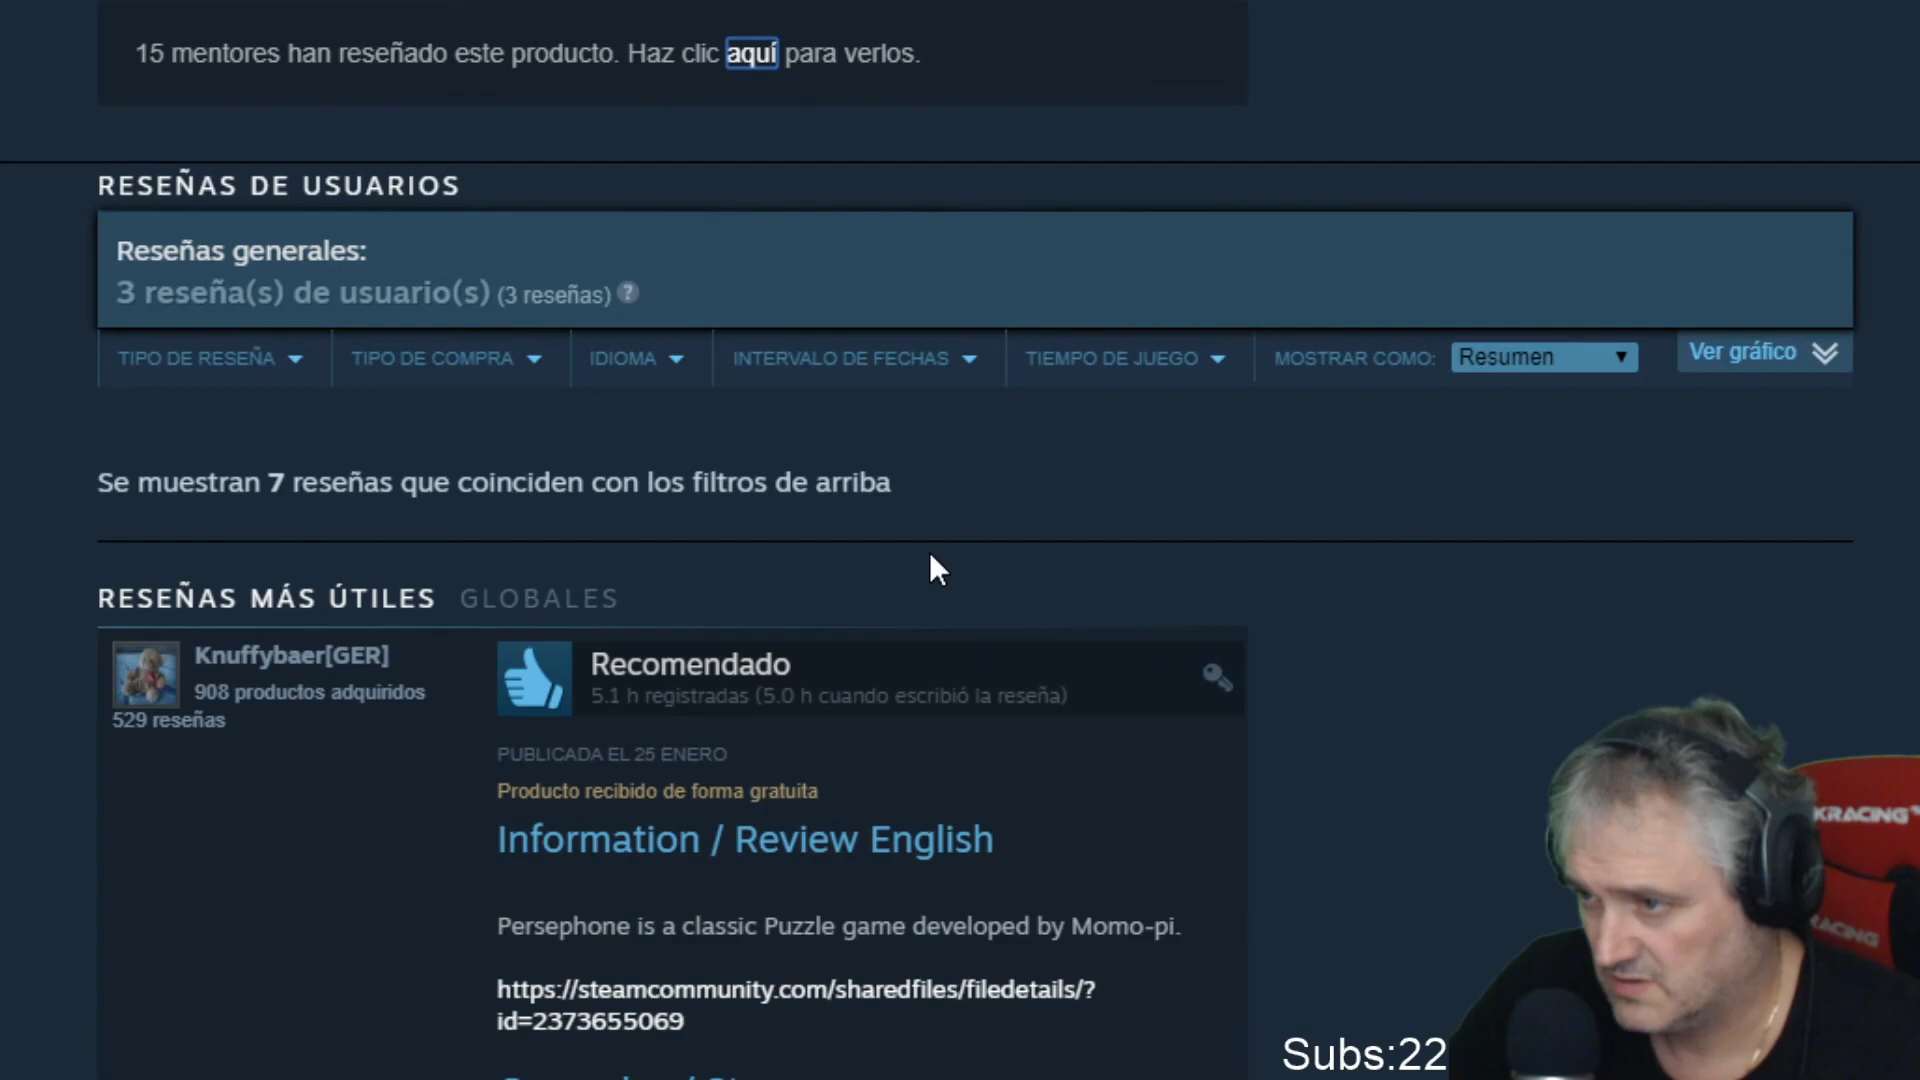 15 mentores han reseñado este producto. Haz clic aquí para verlos.
RESEÑAS DE USUARIOS
Reseñas generales:
3 reseña(s) de usuario(s) (3 reseñas) ?
TIPO DE RESEÑA TIPO DE COMPRA IDIOMA INTERVALO DE FECHAS TIEMPO DE JUEGO MOSTRAR COMO: Resumen Ver gráfico
Se muestran 7 reseñas que coinciden con los filtros de arriba
RESEÑAS MÁS ÚTILES GLOBALES
Knuffybaer[GER]
908 productos adquiridos
529 reseñas
Recomendado
5.1 h registradas (5.0 h cuando escribió la reseña)
PUBLICADA EL 25 ENERO
Producto recibido de forma gratuita
Information / Review English
Persephone is a classic Puzzle game developed by Momo-pi.
https://steamcommunity.com/sharedfiles/filedetails/?
id=2373655069
KRACING
RACING
Subs:22